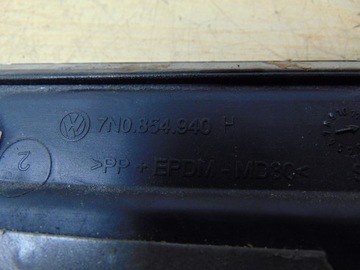 7N0.854.940 H
>PP + EPDM - MD30<
2